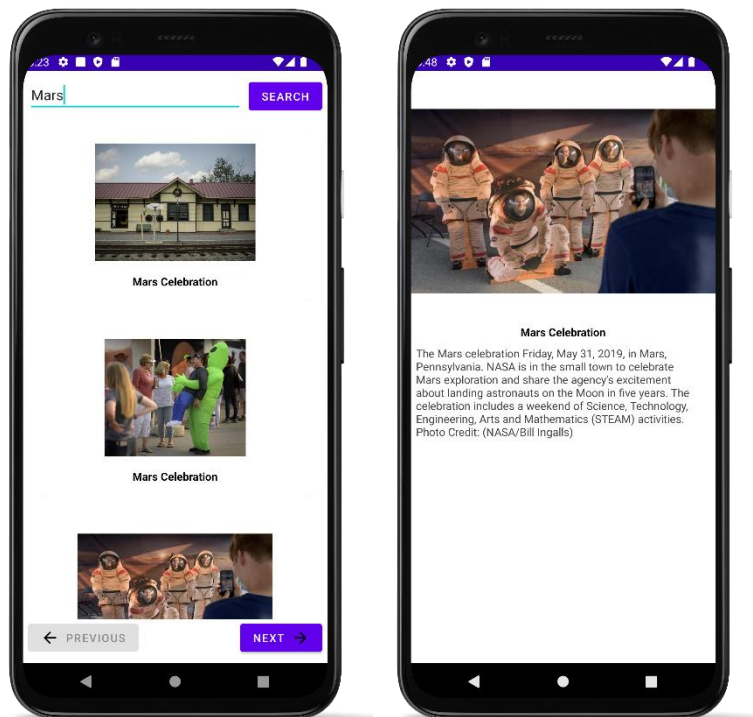 :23
Mars
SEARCH
Mars Celebration
Mars Celebration
PREVIOUS
NEXT
:48
Mars Celebration
The Mars celebration Friday, May 31, 2019, in Mars,
Pennsylvania. NASA is in the small town to celebrate
Mars exploration and share the agency's excitement
about landing astronauts on the Moon in five years. The
celebration includes a weekend of Science, Technology,
Engineering, Arts and Mathematics (STEAM) activities.
Photo Credit: (NASA/Bill Ingalls)